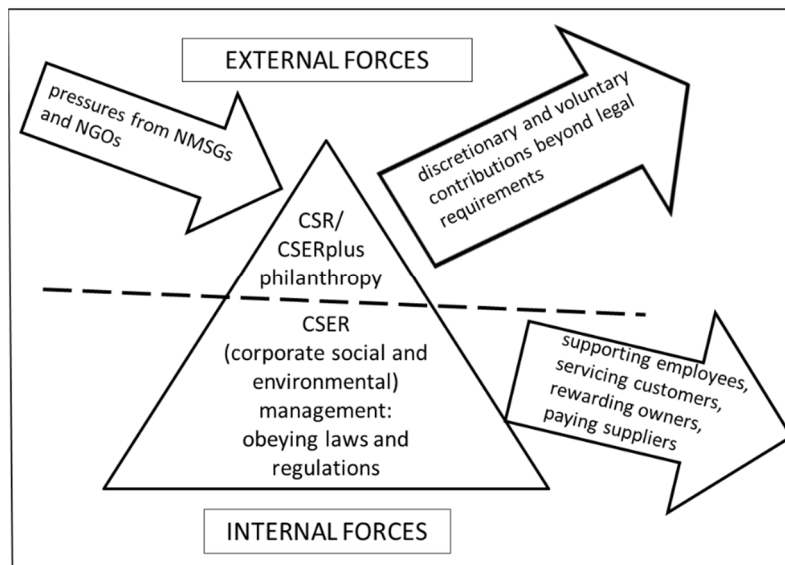 EXTERNAL FORCES
pressures from NMSGs
and NGOs
discretionary and voluntary
contributions beyond legal
requirements
CSR/
CSERplus
philanthropy
CSER
(corporate social and
environmental)
management:
obeying laws and
regulations
supporting employees,
servicing customers,
rewarding owners,
paying suppliers
INTERNAL FORCES